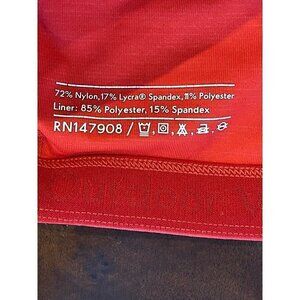 72% Nylon, 17% Lycra® Spandex, 11% Polyester
Liner: 85% Polyester, 15% Spandex
RN147908 /